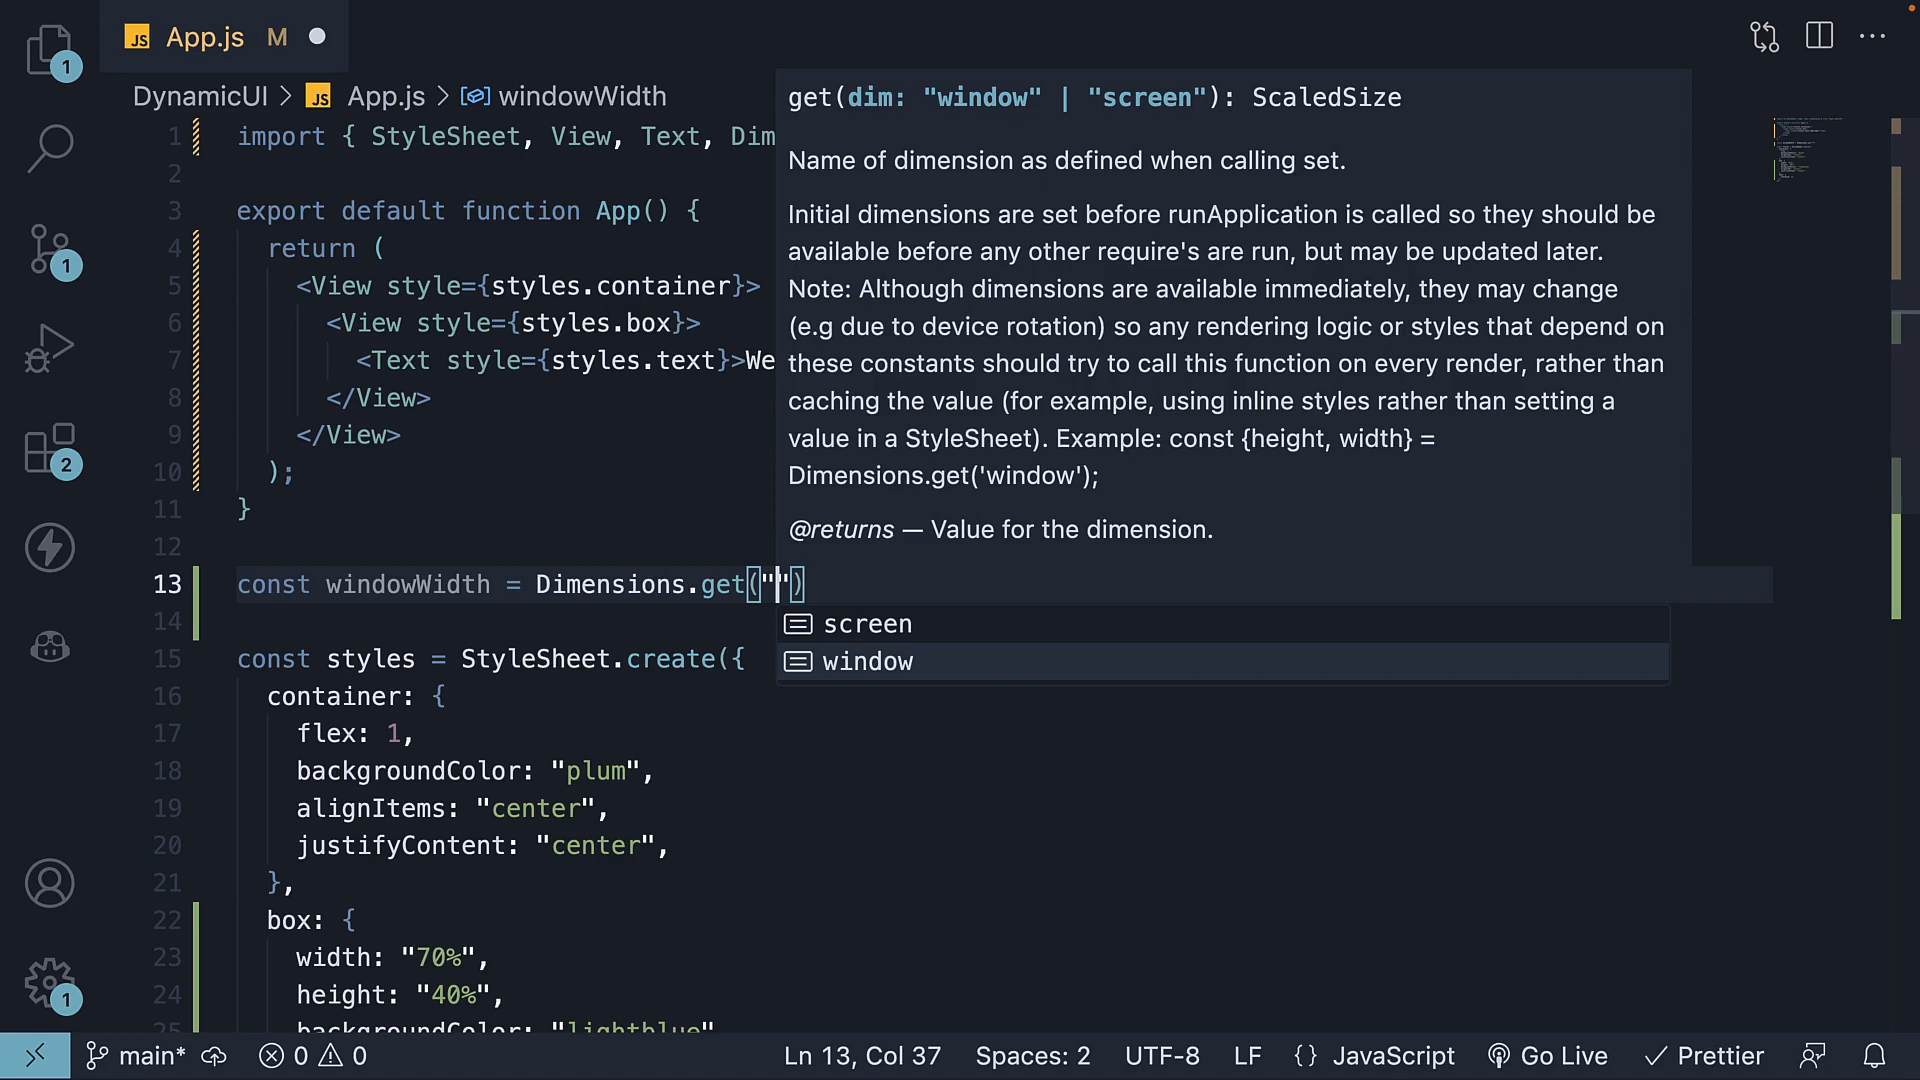 JS App.js M
1
DynamicUI > JS App.js > windowWidth
get(dim: "window" | "screen"): ScaledSize
Name of dimension as defined when calling set.
Initial dimensions are set before runApplication is called so they should be
available before any other require's are run, but may be updated later.
Note: Although dimensions are available immediately, they may change
(e.g due to device rotation) so any rendering logic or styles that depend on
these constants should try to call this function on every render, rather than
caching the value (for example, using inline styles rather than setting a
value in a StyleSheet). Example: const {height, width} =
Dimensions.get('window');
@returns — Value for the dimension.
1 import { StyleSheet, View, Text, Dim
2
3 export default function App() {
4 return (
5 <View style={styles.container}>
6 <View style={styles.box}>
7 <Text style={styles.text}>We
8 </View>
9 </View>
10 );
11 }
12
13 const windowWidth = Dimensions.get("")
screen
window
14
15 const styles = StyleSheet.create({
16 container: {
17 flex: 1,
18 backgroundColor: "plum",
19 alignItems: "center",
20 justifyContent: "center",
21 },
22 box: {
23 width: "70%",
24 height: "40%",
25 backgroundColor: "lightblue"
1
2
1
main* 0 0 Ln 13, Col 37 Spaces: 2 UTF-8 LF {} JavaScript Go Live Prettier